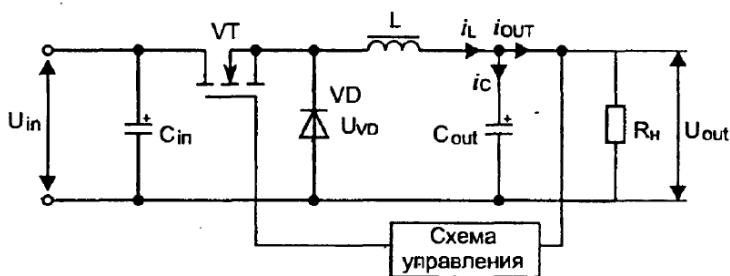 VT
L
iL
iOUT
iC
VD
UVD
Uin
Cin
Cout
RH
Uout
Схема
управления